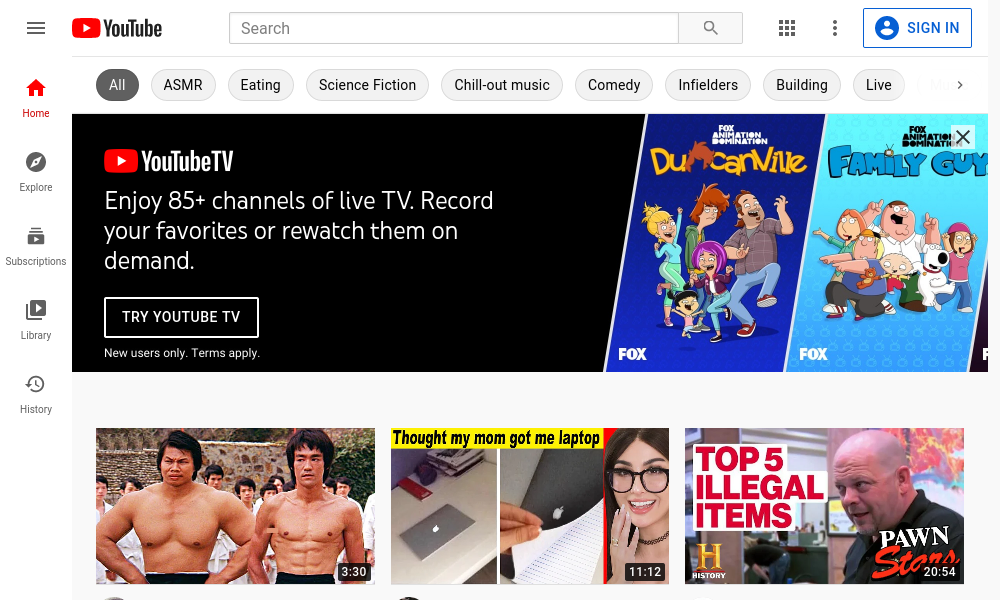 YouTube
Search
SIGN IN
Home
Explore
Subscriptions
Library
History
All
ASMR
Eating
Science Fiction
Chill-out music
Comedy
Infielders
Building
Live
YouTubeTV
Enjoy 85+ channels of live TV. Record
your favorites or rewatch them on
demand.
TRY YOUTUBE TV
New users only. Terms apply.
FOX
ANIMATION
DOMINATION
DuncanVille
FOX
FOX
ANIMATION
DOMINATION
FAMILY GUY
FOX
3:30
Thought my mom got me laptop
11:12
TOP 5
ILLEGAL
ITEMS
H
HISTORY
PAWN
Stars
20:54